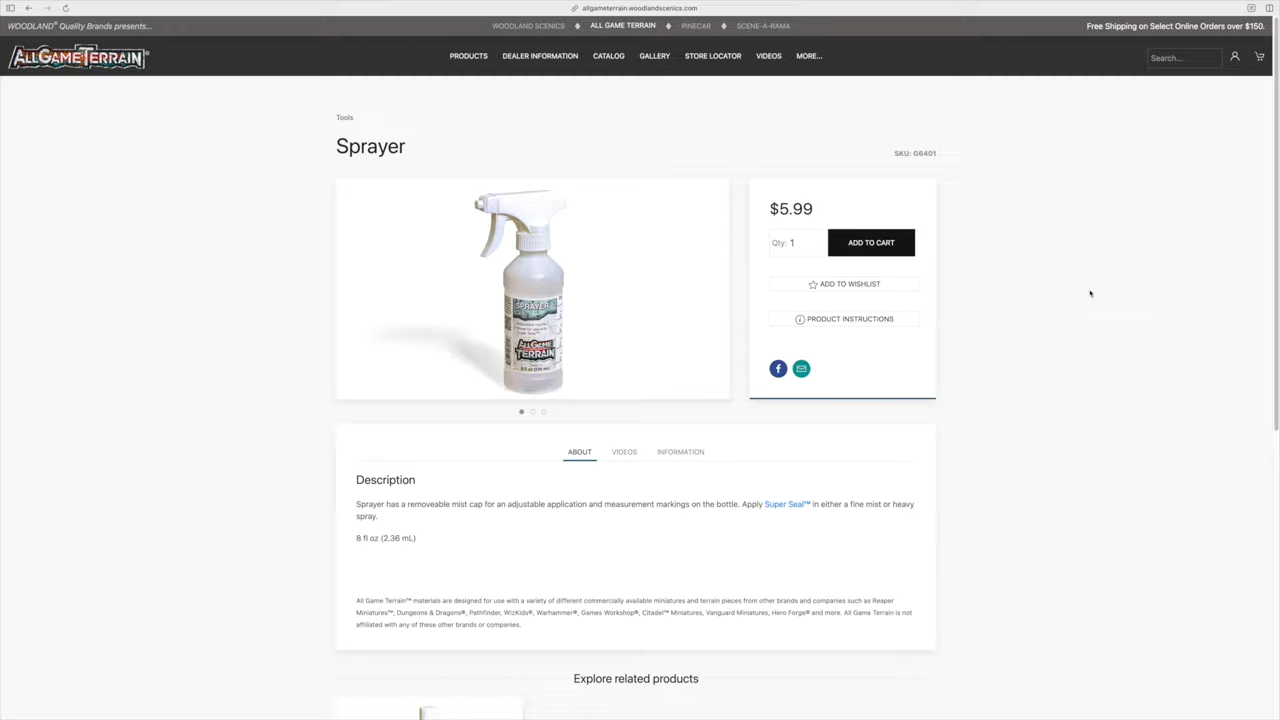 allgameterrain.woodlandscenics.com
WOODLAND® Quality Brands presents...
WOODLAND SCENICS ALL GAME TERRAIN PINECAR SCENE-A-RAMA
Free Shipping on Select Online Orders over $150.
ALL GAME TERRAIN®
PRODUCTS DEALER INFORMATION CATALOG GALLERY STORE LOCATOR VIDEOS MORE...
Search...
Tools
Sprayer
SKU: G6401
SPRAYER
ALL GAME
TERRAIN
$5.99
Qty: 1 ADD TO CART
ADD TO WISHLIST
PRODUCT INSTRUCTIONS
ABOUT VIDEOS INFORMATION
Description
Sprayer has a removeable mist cap for an adjustable application and measurement markings on the bottle. Apply Super Seal™ in either a fine mist or heavy
spray.
8 fl oz (2.36 mL)
All Game Terrain™ materials are designed for use with a variety of different commercially available miniatures and terrain pieces from other brands and companies such as Reaper
Miniatures™, Dungeons & Dragons®, Pathfinder, WizKids®, Warhammer®, Games Workshop®, Citadel™ Miniatures, Vanguard Miniatures, Hero Forge® and more. All Game Terrain is not
affiliated with any of these other brands or companies.
Explore related products